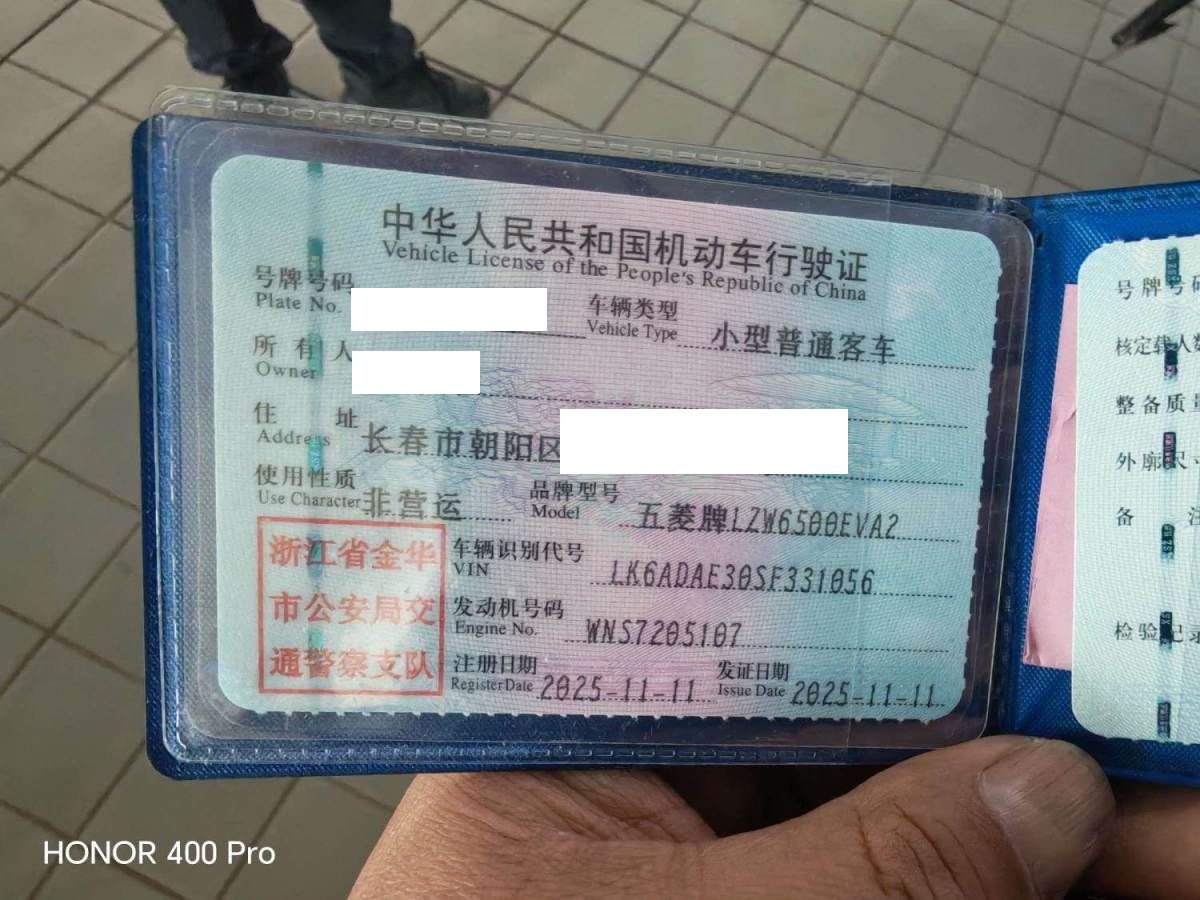 中华人民共和国机动车行驶证
Vehicle License of the People's Republic of China
号牌号码
Plate No.
车辆类型 小型普通客车
Vehicle Type
所有人
Owner
住址 长春市朝阳区
Address
使用性质 非营运
Use Character
品牌型号 五菱牌LZW6500EVA2
Model
浙江省金华
市公安局交
通警察支队
车辆识别代号 LK6ADAE30SF331056
VIN
发动机号码 WNS7205107
Engine No.
注册日期 2025-11-11
Register Date
发证日期 2025-11-11
Issue Date
号牌号码
核定载人数
整备质量
外廓尺寸
备注
检验记录
HONOR 400 Pro